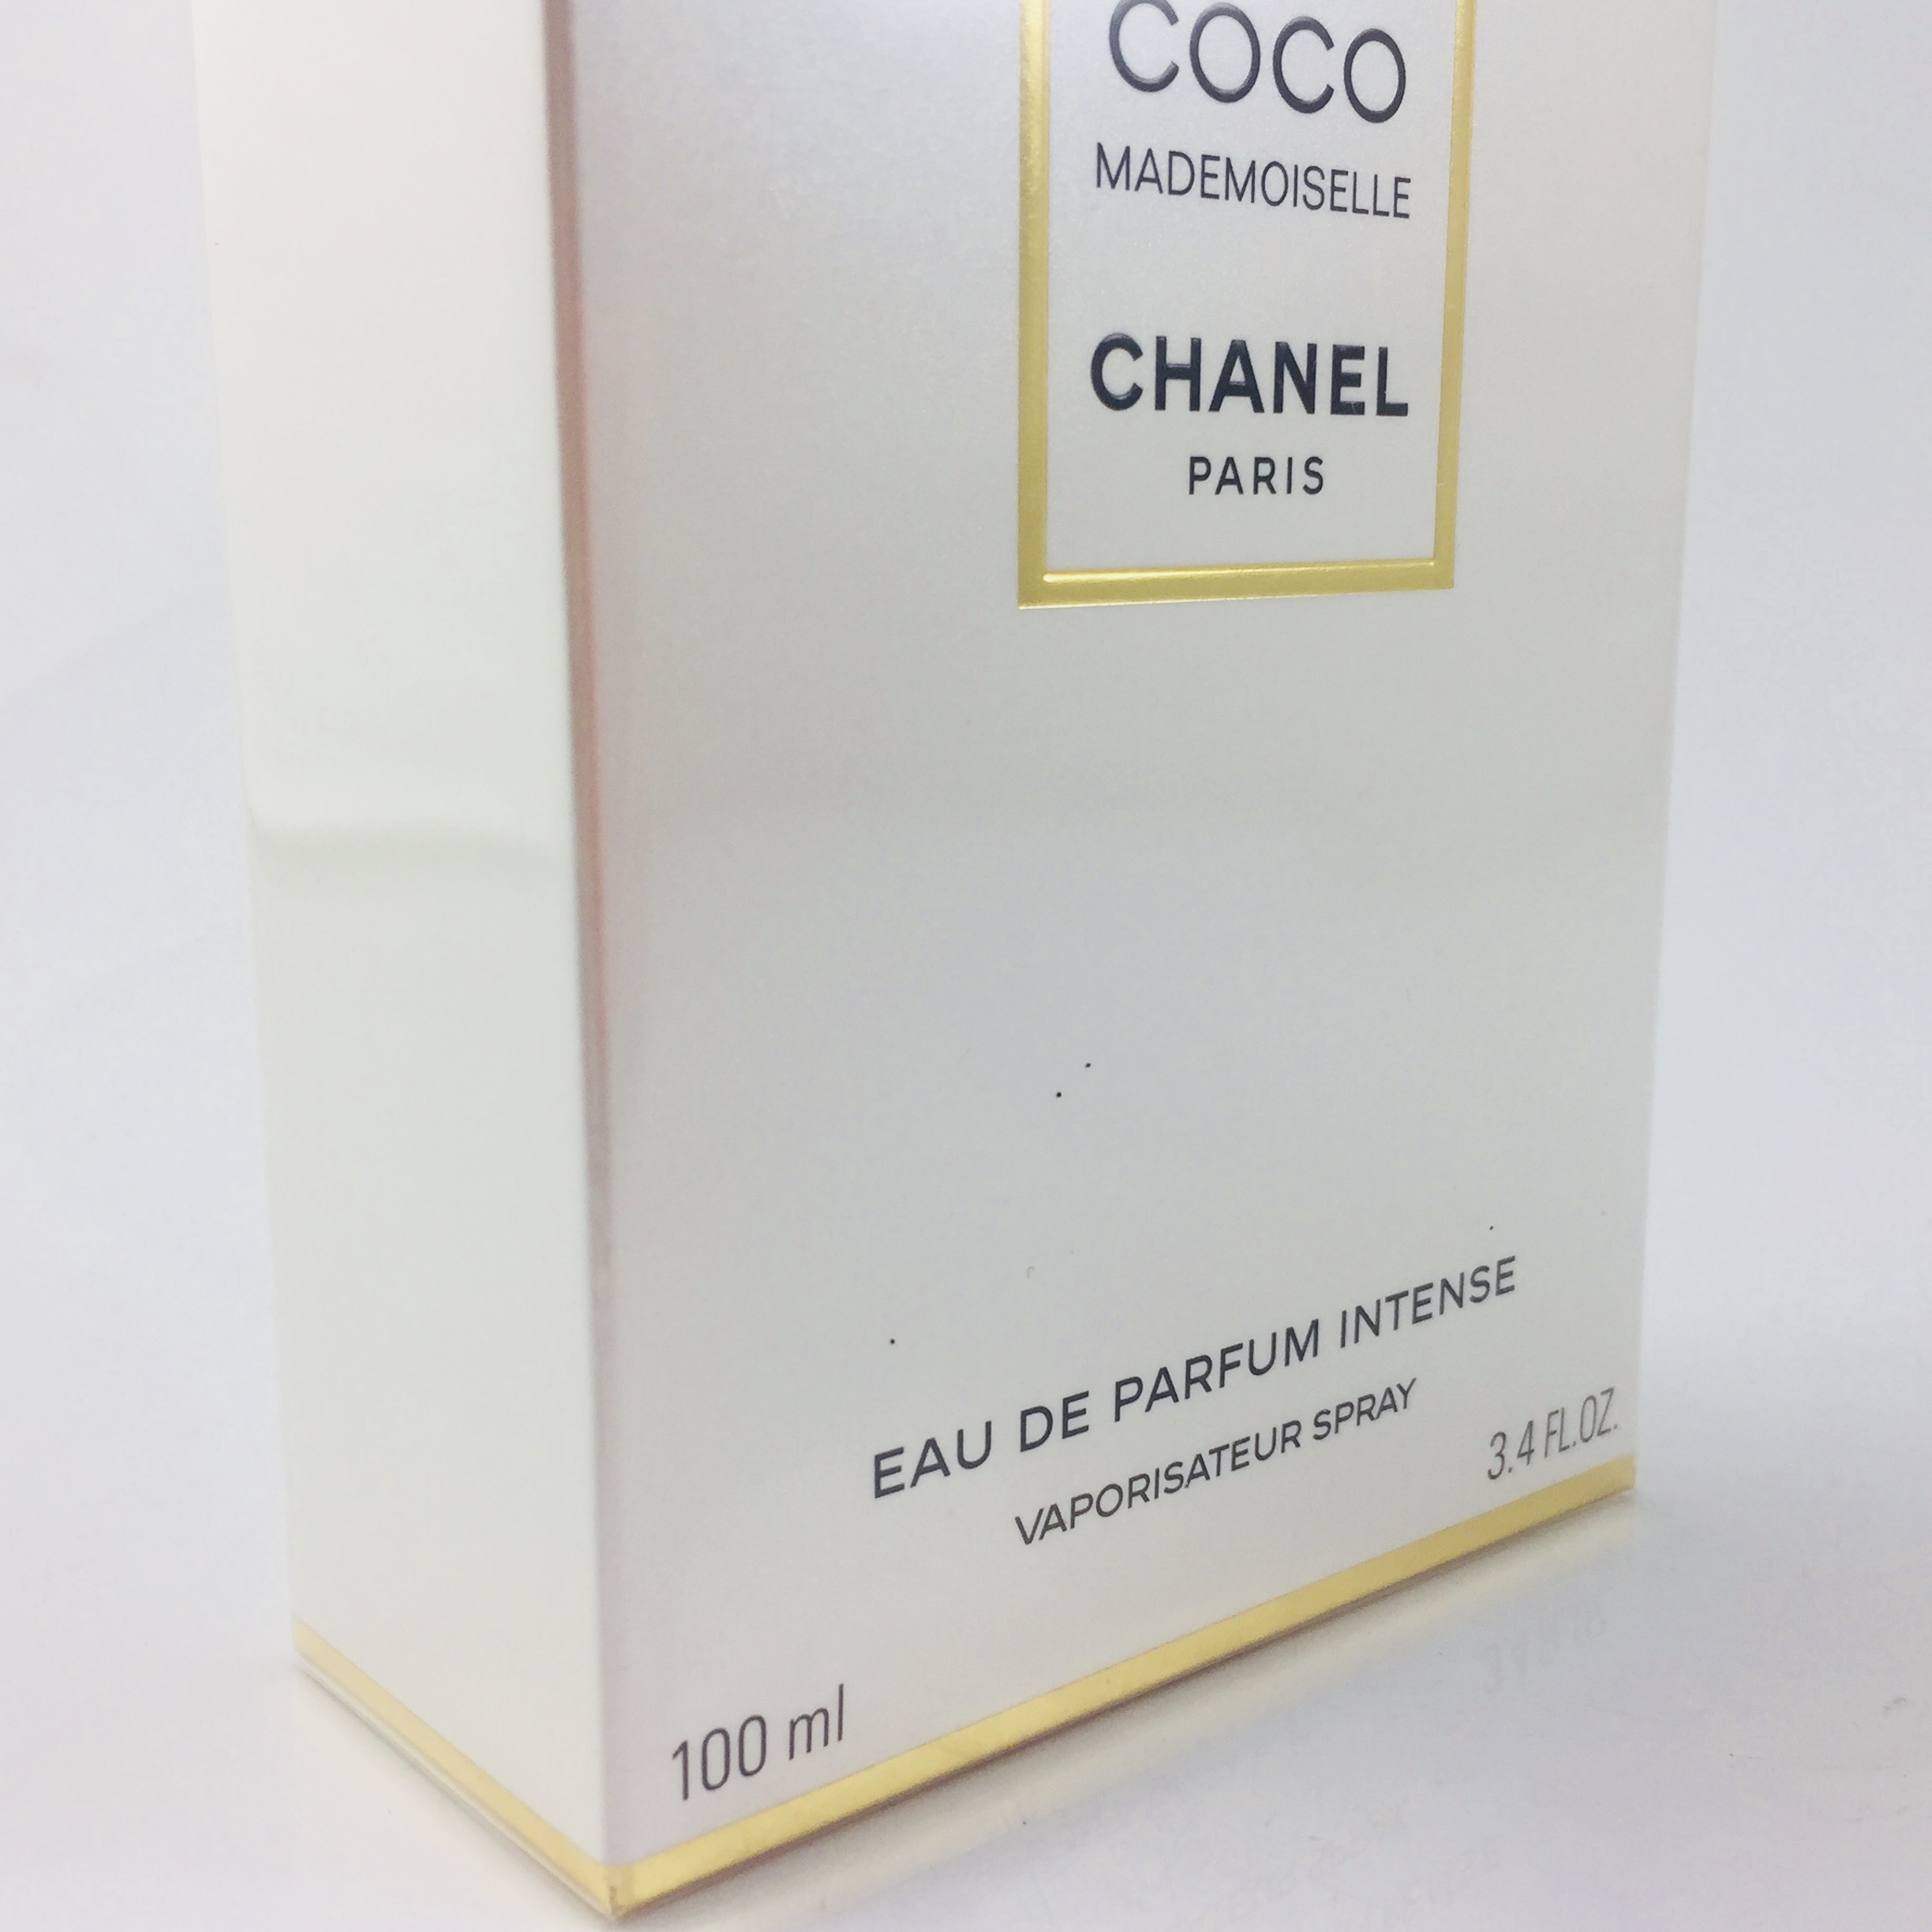 COCO
MADEMOISELLE
CHANEL
PARIS
EAU DE PARFUM INTENSE
VAPORISATEUR SPRAY
100 ml
3.4 FL.OZ.